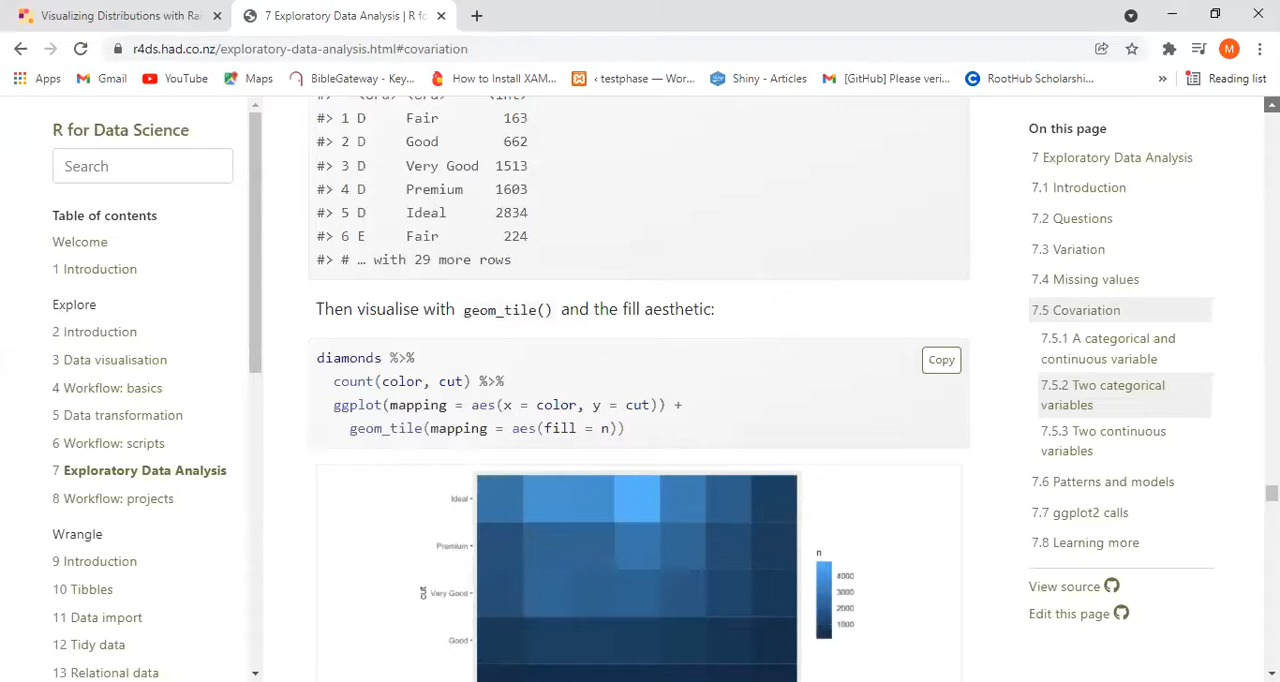 Visualizing Distributions with Rai
7 Exploratory Data Analysis | R fo
r4ds.had.co.nz/exploratory-data-analysis.html#covariation
M
Apps
Gmail
YouTube
Maps
BibleGateway - Key...
How to Install XAM...
‹ testphase — Wor...
Shiny - Articles
[GitHub] Please veri...
RootHub Scholarshi...
»
Reading list
R for Data Science
Search
Table of contents
Welcome
1 Introduction
Explore
2 Introduction
3 Data visualisation
4 Workflow: basics
5 Data transformation
6 Workflow: scripts
7 Exploratory Data Analysis
8 Workflow: projects
Wrangle
9 Introduction
10 Tibbles
11 Data import
12 Tidy data
13 Relational data
#> 1 D Fair 163
#> 2 D Good 662
#> 3 D Very Good 1513
#> 4 D Premium 1603
#> 5 D Ideal 2834
#> 6 E Fair 224
#> # … with 29 more rows
Then visualise with geom_tile() and the fill aesthetic:
Copy
diamonds %>%
count(color, cut) %>%
ggplot(mapping = aes(x = color, y = cut)) +
geom_tile(mapping = aes(fill = n))
Ideal
Premium
Very Good
Good
cut
n
4000
3000
2000
1000
On this page
7 Exploratory Data Analysis
7.1 Introduction
7.2 Questions
7.3 Variation
7.4 Missing values
7.5 Covariation
7.5.1 A categorical and
continuous variable
7.5.2 Two categorical
variables
7.5.3 Two continuous
variables
7.6 Patterns and models
7.7 ggplot2 calls
7.8 Learning more
View source
Edit this page